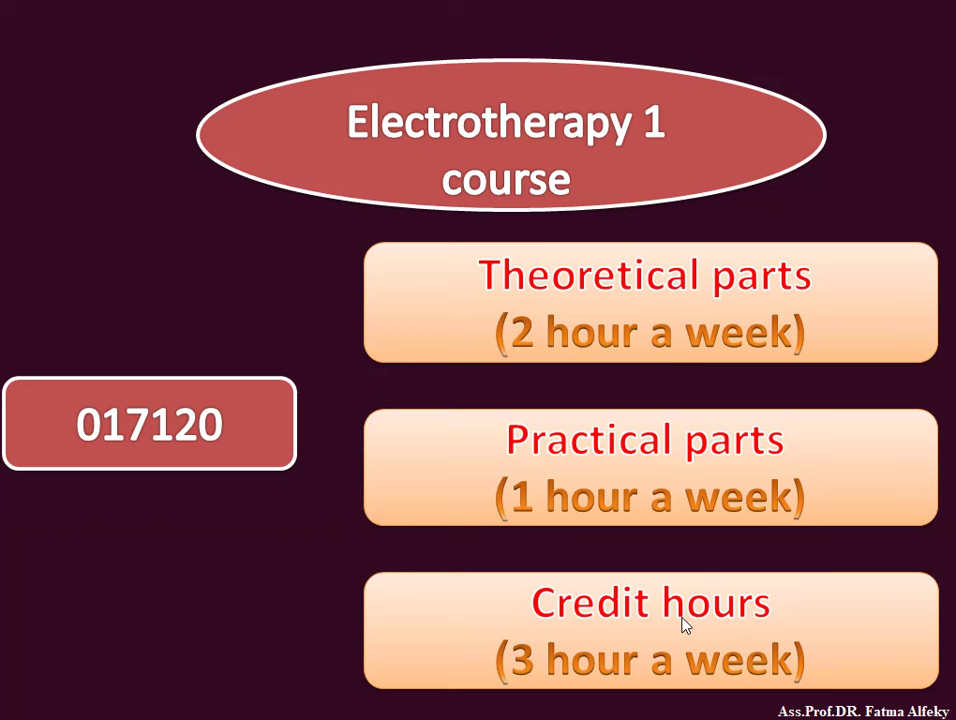 Electrotherapy 1
course
Theoretical parts
(2 hour a week)
017120
Practical parts
(1 hour a week)
Credit hours
(3 hour a week)
Ass.Prof.DR. Fatma Alfeky